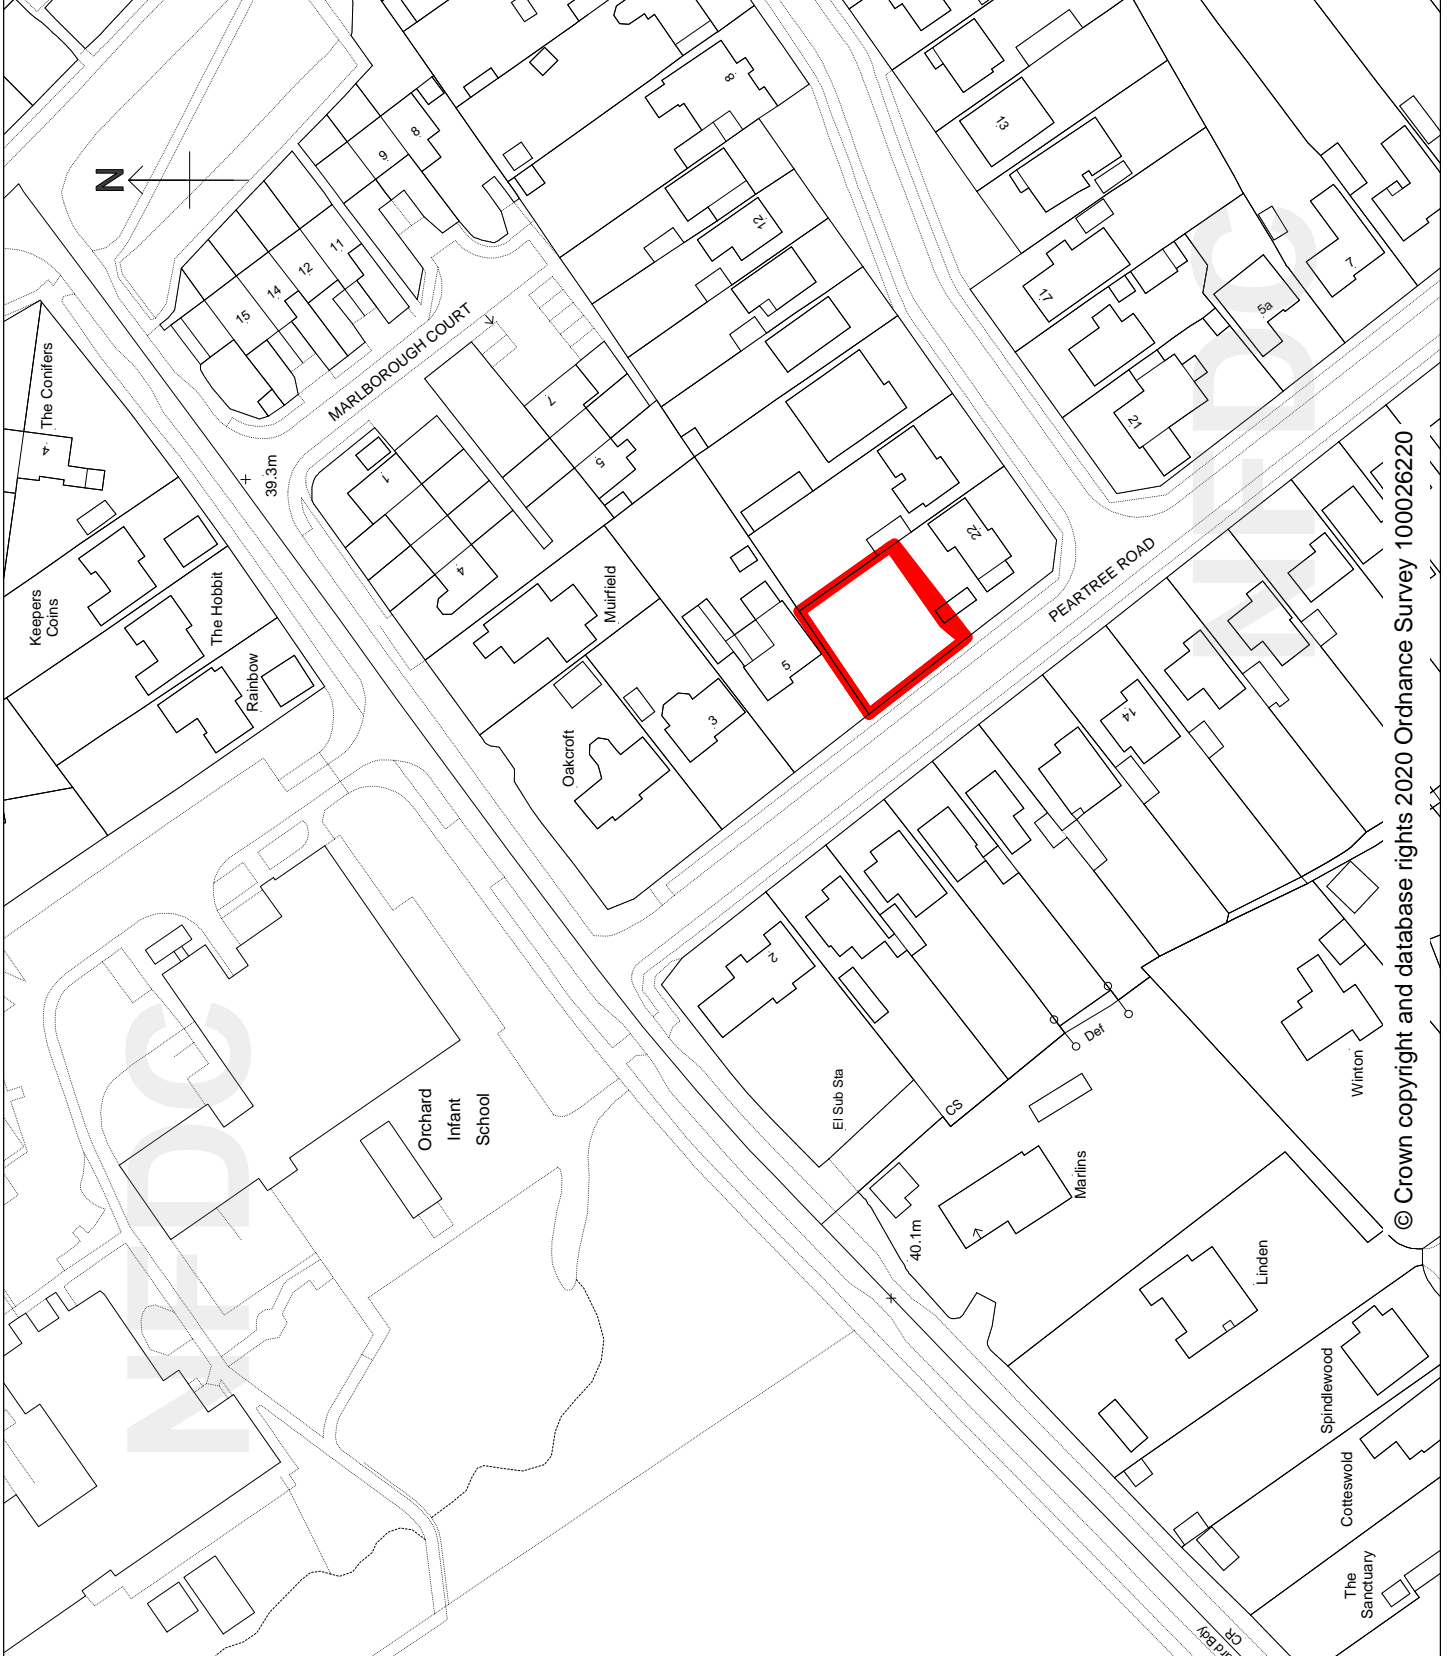 N
The Conifers
4
Keepers
Coins
The Hobbit
Rainbow
39.3m
MARLBOROUGH COURT
15
14
12
11
9
8
8
1
4
7
5
12
13
17
21
5a
7
Muirfield
Oakcroft
3
5
22
PEARTREE ROAD
14
2
El Sub Sta
CS
Def
Orchard
Infant
School
40.1m
Marlins
Linden
Winton
Spindlewood
Cotteswold
The
Sanctuary
CR
NFDC
NFDC
© Crown copyright and database rights 2020 Ordnance Survey 100026220